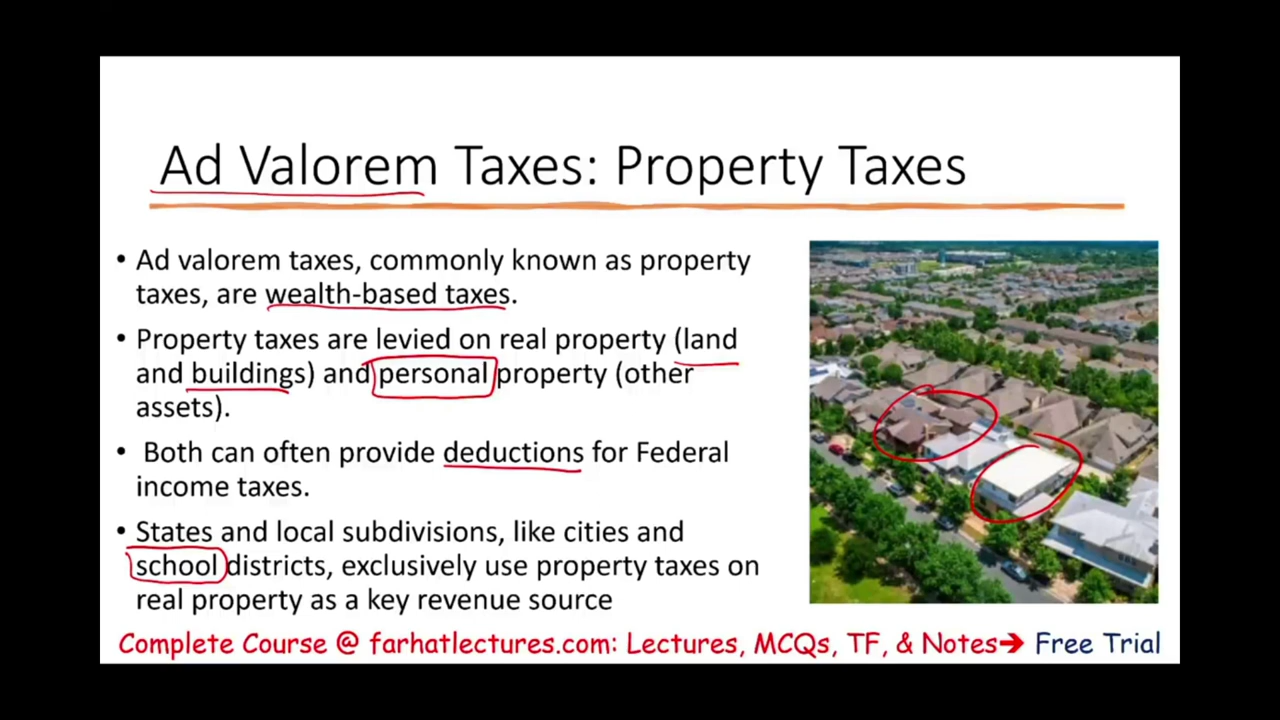 Ad Valorem Taxes: Property Taxes
• Ad valorem taxes, commonly known as property
taxes, are wealth-based taxes.
• Property taxes are levied on real property (land
and buildings) and personal property (other
assets).
• Both can often provide deductions for Federal
income taxes.
• States and local subdivisions, like cities and
school districts, exclusively use property taxes on
real property as a key revenue source
Complete Course @ farhatlectures.com: Lectures, MCQs, TF, & Notes➔ Free Trial